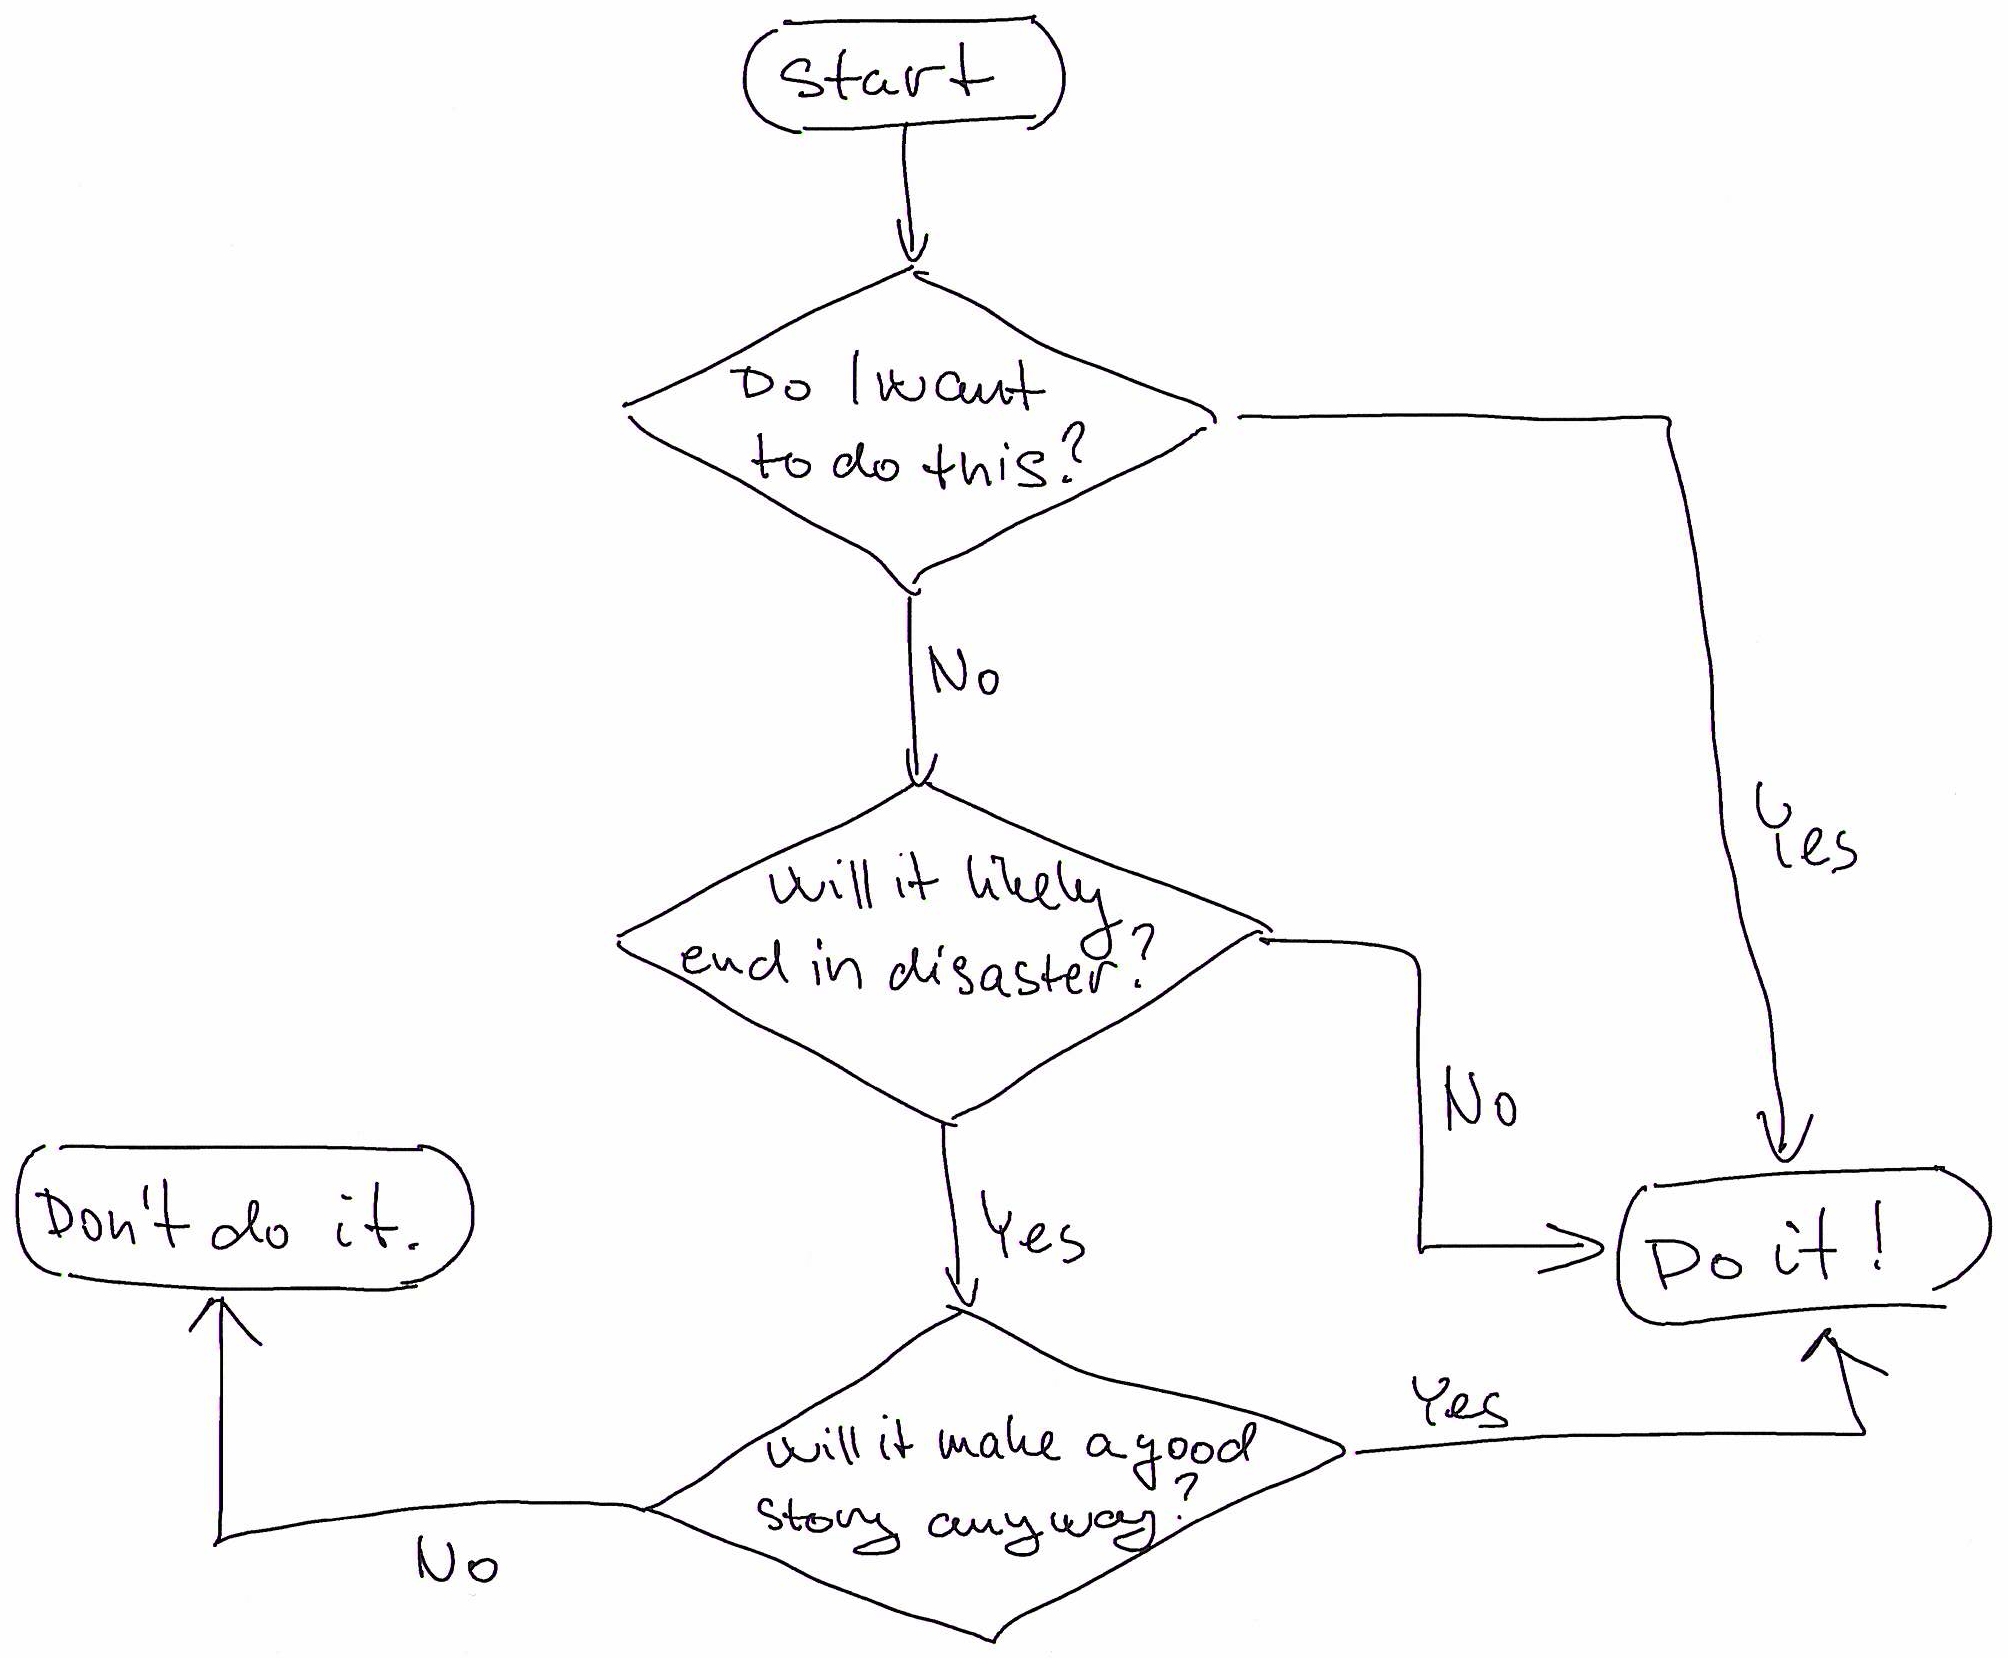 Start
Do I want
to do this?
No
Yes
Will it likely
end in disaster?
No
Yes
Don't do it.
Do it!
Will it make a good
story anyway?
Yes
No